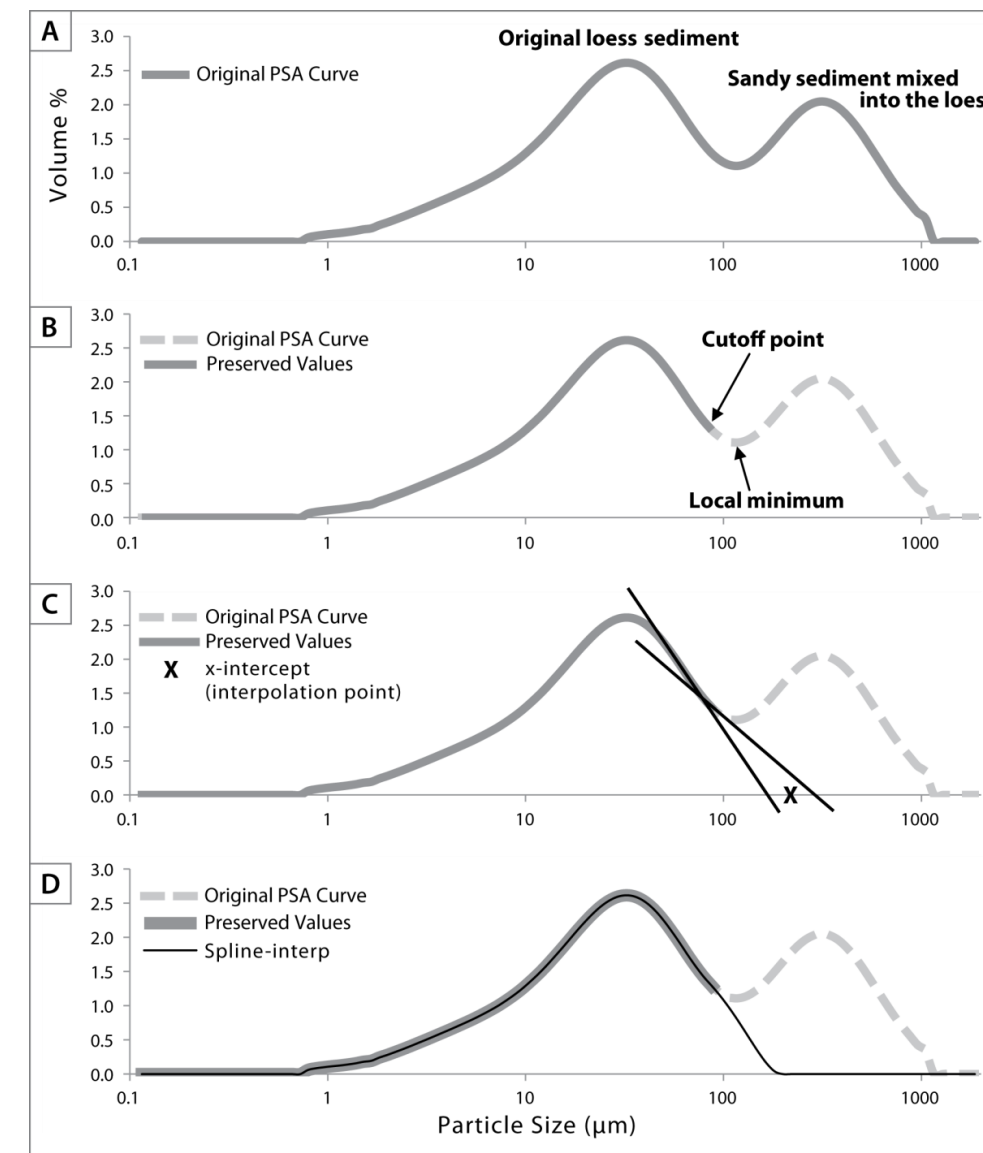 A
3.0
Original loess sediment
2.5
Original PSA Curve
Sandy sediment mixed
into the loes
2.0
Volume %
1.5
1.0
0.5
0.0
0.1 1 10 100 1000
B
3.0
Original PSA Curve
Cutoff point
2.5
Preserved Values
2.0
1.5
1.0
0.5
Local minimum
0.0
0.1 1 10 100 1000
C
3.0
Original PSA Curve
2.5
Preserved Values
2.0
X x-intercept
(interpolation point)
1.5
1.0
0.5
0.0
X
0.1 1 10 100 1000
D
3.0
Original PSA Curve
2.5
Preserved Values
2.0
Spline-interp
1.5
1.0
0.5
0.0
0.1 1 10 100 1000
Particle Size (µm)